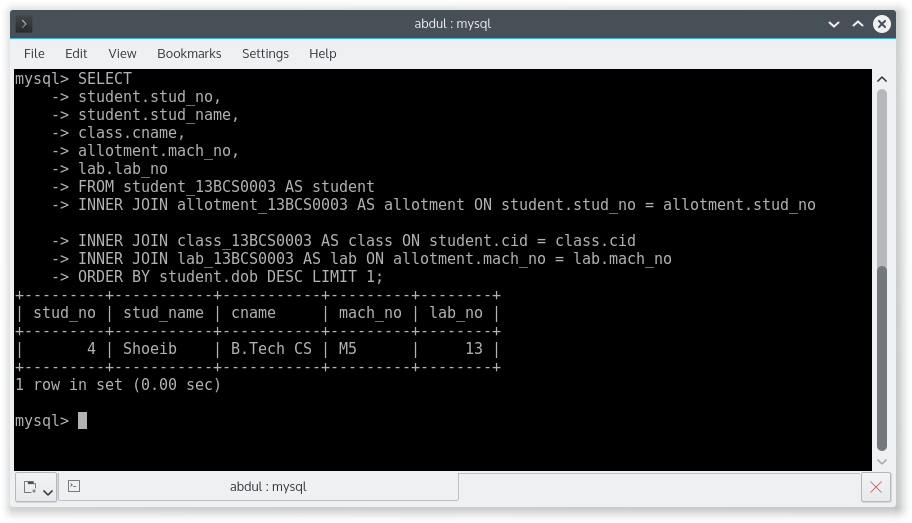 abdul : mysql
File Edit View Bookmarks Settings Help
mysql> SELECT
    -> student.stud_no,
    -> student.stud_name,
    -> class.cname,
    -> allotment.mach_no,
    -> lab.lab_no
    -> FROM student_13BCS0003 AS student
    -> INNER JOIN allotment_13BCS0003 AS allotment ON student.stud_no = allotment.stud_no
    -> INNER JOIN class_13BCS0003 AS class ON student.cid = class.cid
    -> INNER JOIN lab_13BCS0003 AS lab ON allotment.mach_no = lab.mach_no
    -> ORDER BY student.dob DESC LIMIT 1;
+---------+-----------+-----------+---------+--------+
| stud_no | stud_name | cname     | mach_no | lab_no |
+---------+-----------+-----------+---------+--------+
|       4 | Shoeib    | B.Tech CS | M5      |     13 |
+---------+-----------+-----------+---------+--------+
1 row in set (0.00 sec)
mysql>
abdul : mysql